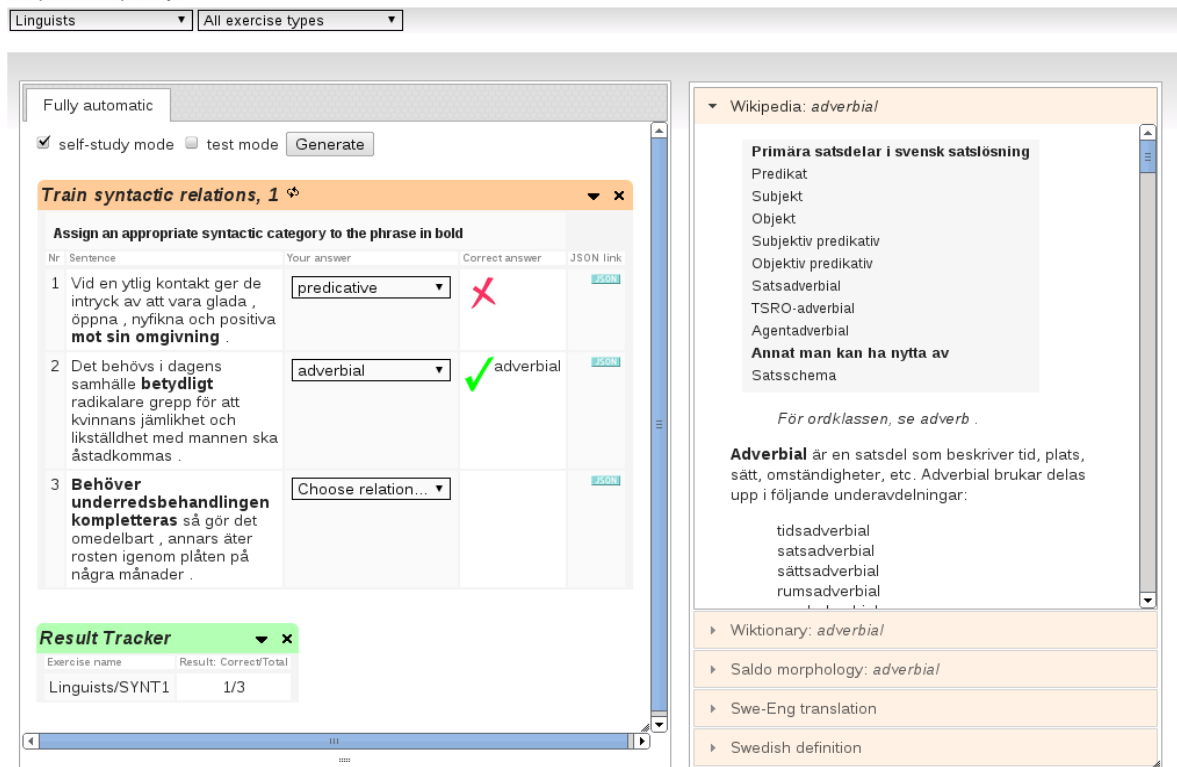 Linguists
All exercise types
Fully automatic
self-study mode
test mode
Generate
Train syntactic relations, 1
Assign an appropriate syntactic category to the phrase in bold
Nr Sentence Your answer Correct answer JSON link
1 Vid en ytlig kontakt ger de
intryck av att vara glada ,
öppna , nyfikna och positiva
mot sin omgivning .
predicative
JSON
2 Det behövs i dagens
samhälle betydligt
radikalare grepp för att
kvinnans jämlikhet och
likställdhet med mannen ska
åstadkommas .
adverbial
adverbial
JSON
3 Behöver
underredsbehandlingen
kompletteras så gör det
omedelbart , annars äter
rosten igenom plåten på
några månader .
Choose relation...
JSON
Result Tracker
Exercise name Result: Correct/Total
Linguists/SYNT1 1/3
Wikipedia: adverbial
Primära satsdelar i svensk satslösning
Predikat
Subjekt
Objekt
Subjektiv predikativ
Objektiv predikativ
Satsadverbial
TSRO-adverbial
Agentadverbial
Annat man kan ha nytta av
Satsschema
För ordklassen, se adverb .
Adverbial är en satsdel som beskriver tid, plats,
sätt, omständigheter, etc. Adverbial brukar delas
upp i följande underavdelningar:
tidsadverbial
satsadverbial
sättsadverbial
rumsadverbial
Wiktionary: adverbial
Saldo morphology: adverbial
Swe-Eng translation
Swedish definition